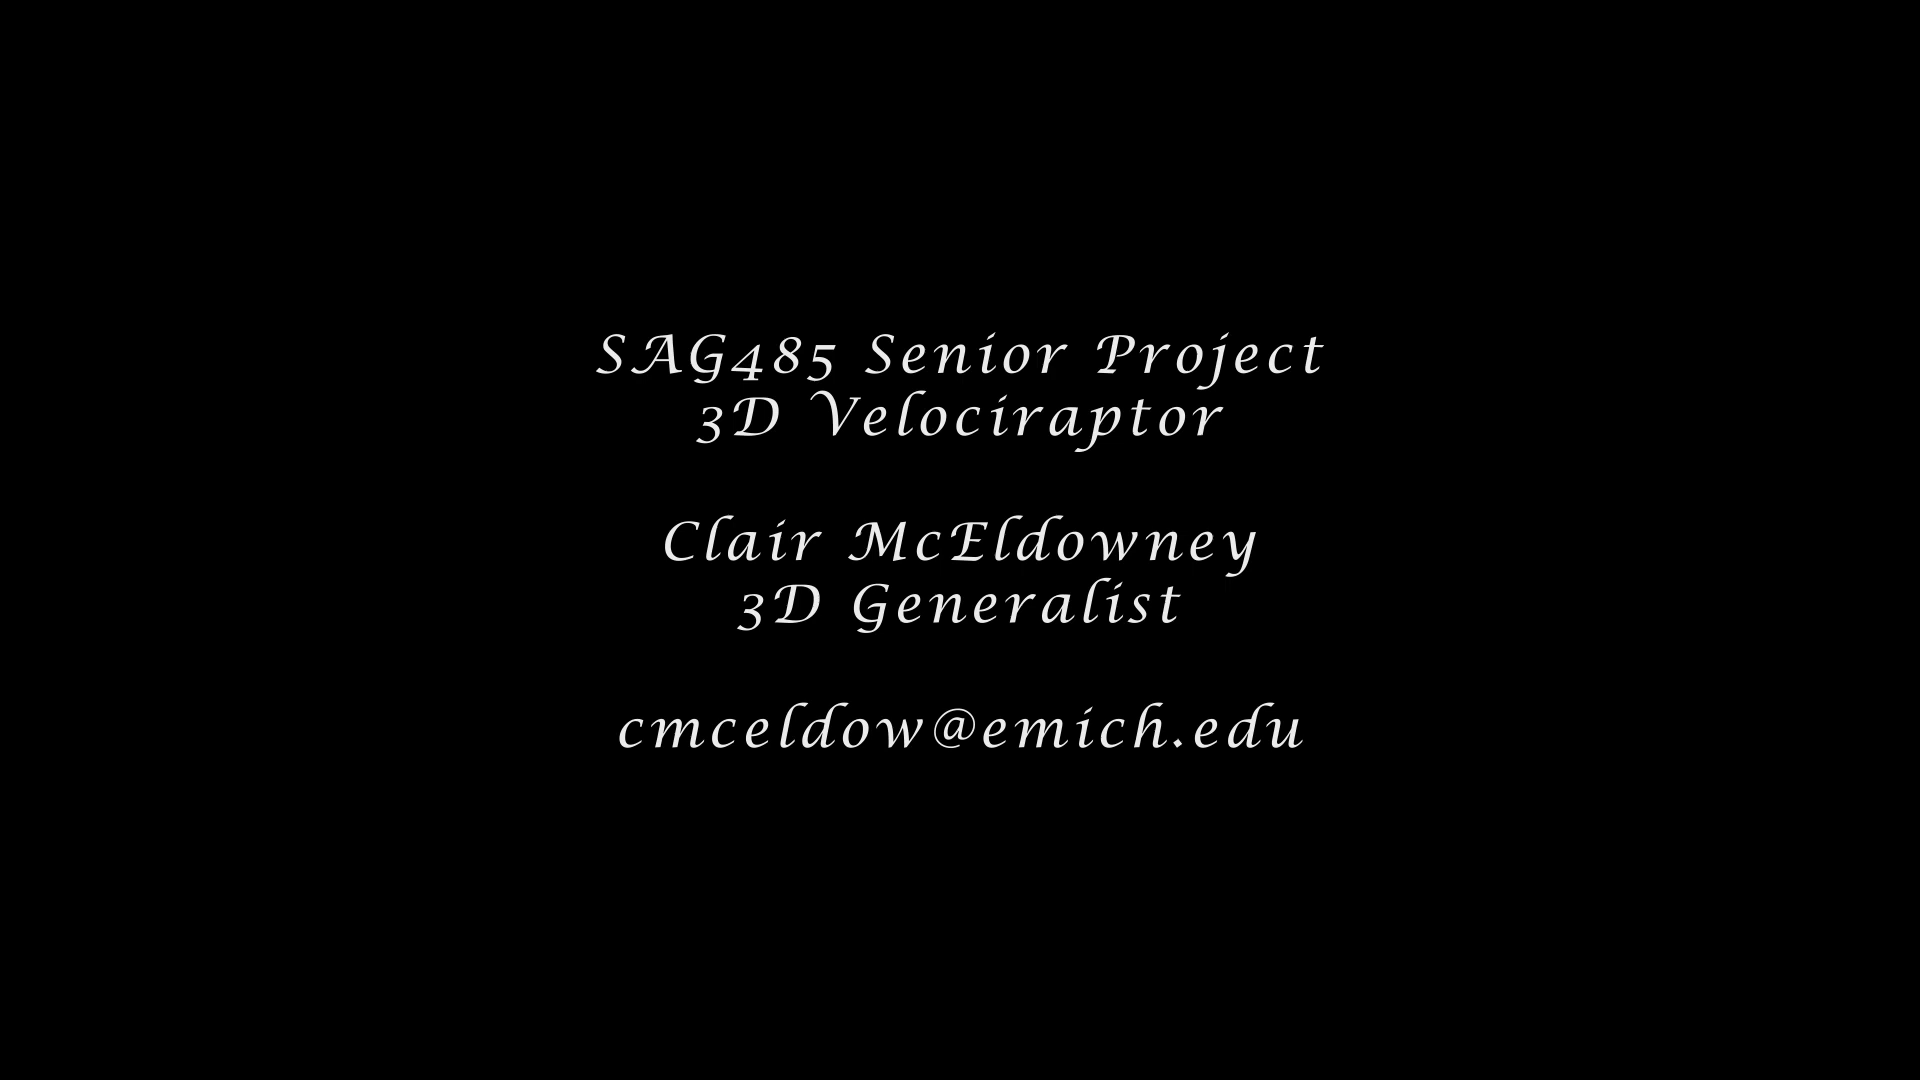 SAG485 Senior Project
3D Velociraptor
Clair McEldowney
3D Generalist
cmceldow@emich.edu